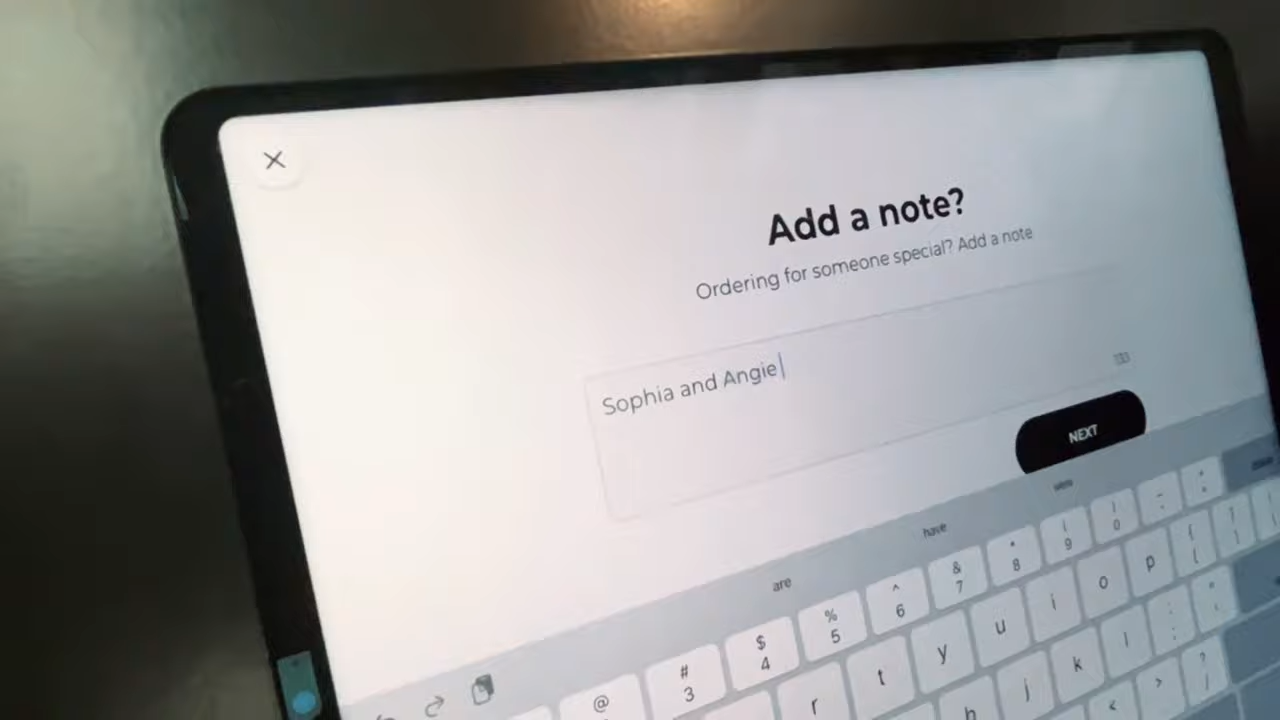 Add a note?
Ordering for someone special? Add a note
Sophia and Angie
NEXT
are have were
@ # $ % ^ & *
3 4 5 6 7 8 9 0
r t y u i o p
h j k l
< > ?